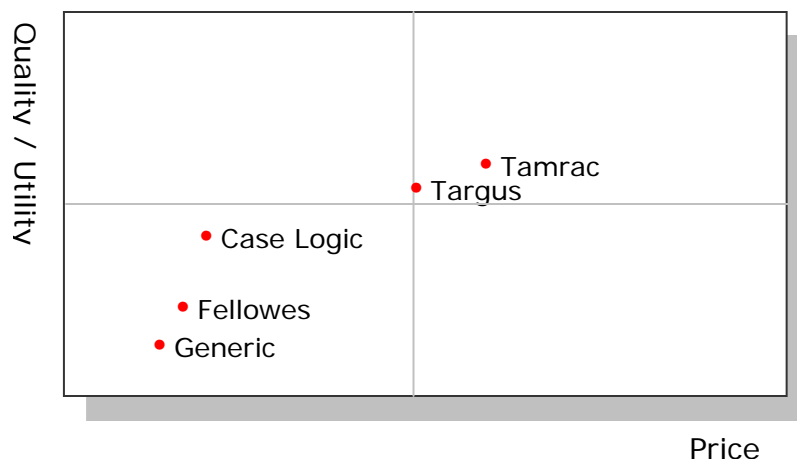 Quality / Utility
Tamrac
Targus
Case Logic
Fellowes
Generic
Price